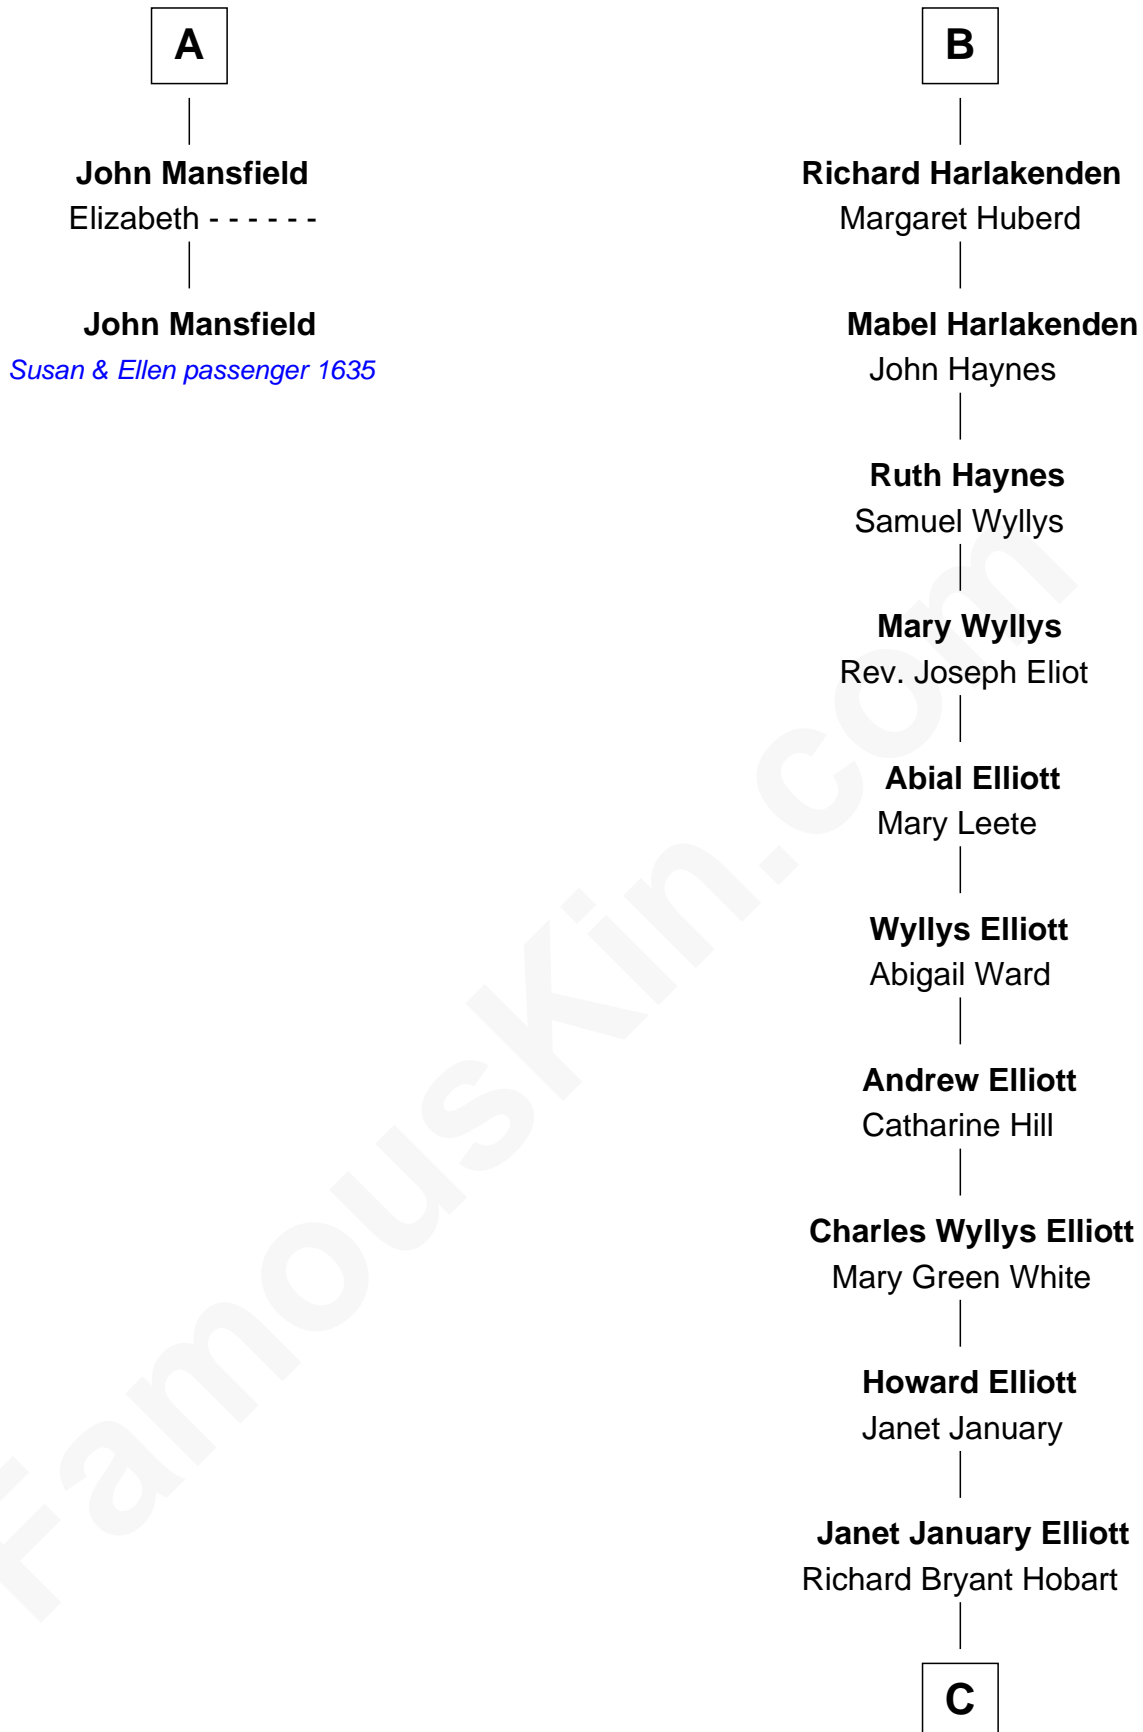 A
John Mansfield
Elizabeth - - - - - -
John Mansfield
Susan & Ellen passenger 1635
B
Richard Harlakenden
Margaret Huberd
Mabel Harlakenden
John Haynes
Ruth Haynes
Samuel Wyllys
Mary Wyllys
Rev. Joseph Eliot
Abial Elliott
Mary Leete
Wyllys Elliott
Abigail Ward
Andrew Elliott
Catharine Hill
Charles Wyllys Elliott
Mary Green White
Howard Elliott
Janet January
Janet January Elliott
Richard Bryant Hobart
C
FamousKin.com